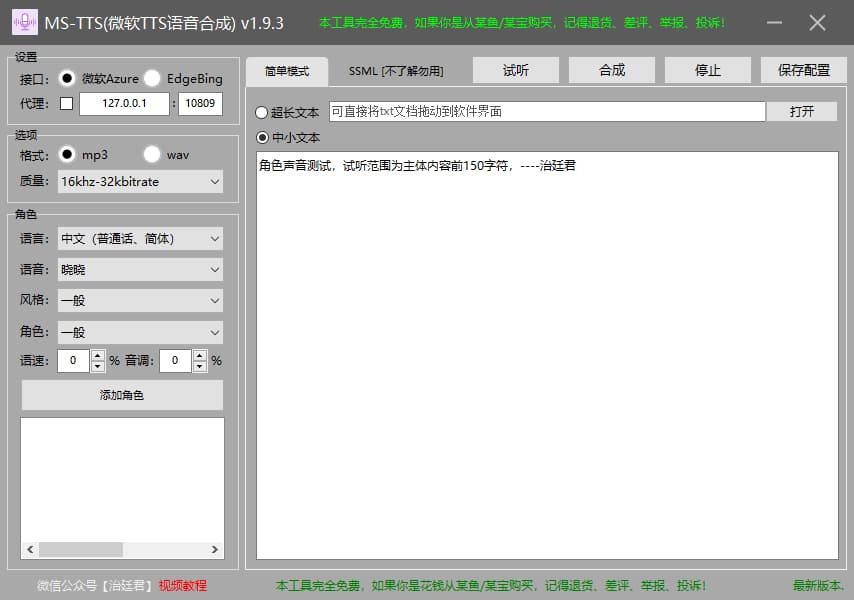 MS-TTS(微软TTS语音合成) v1.9.3
本工具完全免费，如果你是从某鱼/某宝购买，记得退货、差评、举报、投诉！
设置
接口： 微软Azure EdgeBing
代理： 127.0.0.1 : 10809
选项
格式： mp3 wav
质量： 16khz-32kbitrate
角色
语言： 中文（普通话、简体）
语音： 晓晓
风格： 一般
角色： 一般
语速： 0 % 音调： 0 %
添加角色
微信公众号【治廷君】 视频教程
简单模式 SSML [不了解勿用] 试听 合成 停止 保存配置
超长文本 可直接将txt文档拖动到软件界面 打开
中小文本
角色声音测试，试听范围为主体内容前150字符，----治廷君
本工具完全免费，如果你是花钱从某鱼/某宝购买，记得退货、差评、举报、投诉！
最新版本.